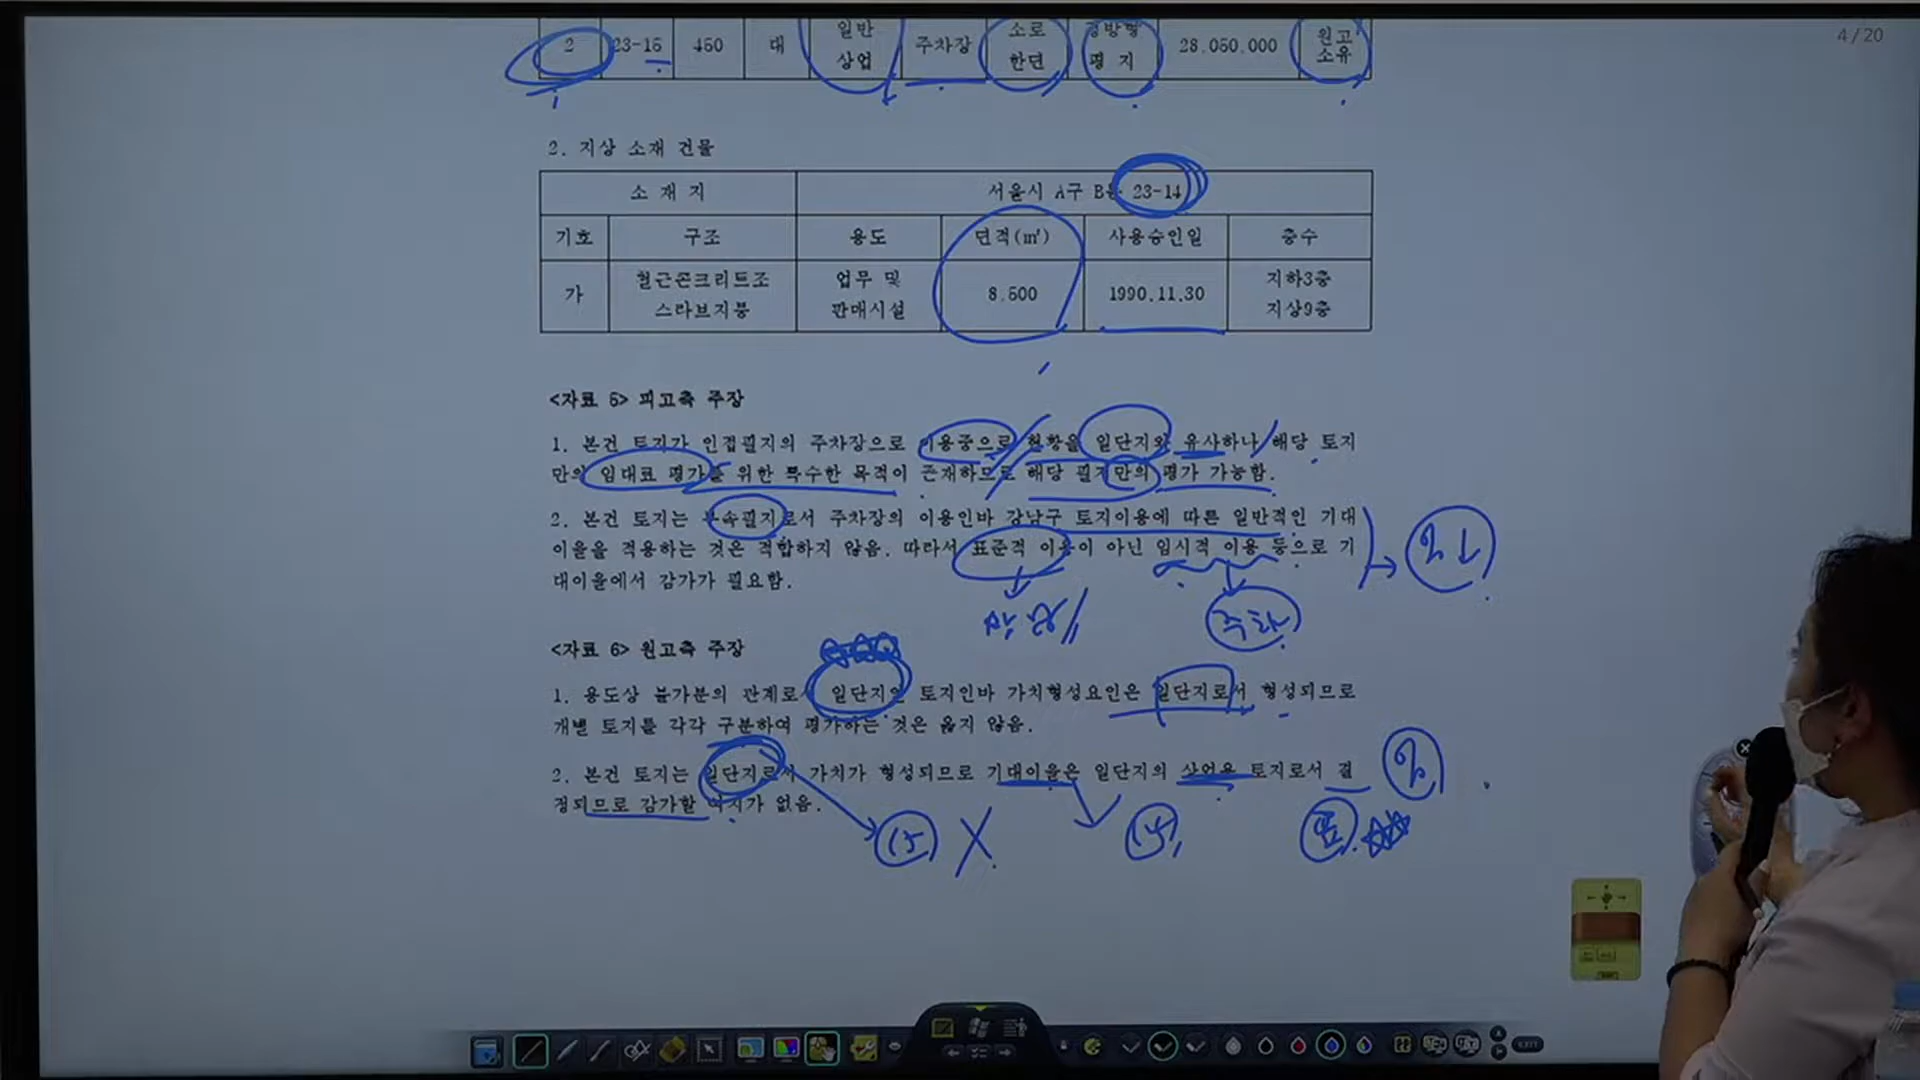 4 / 20
2 23-15 450 대 일반 상업 주차장 소로 한면 정방형 평 지 28,050,000 원고 소유
2. 지상 소재 건물
소 재 지 서울시 A구 B동 23-14
기호 구조 용도 면적(㎡) 사용승인일 층수
가 철근콘크리트조 스라브지붕 업무 및 판매시설 8,500 1990.11.30 지하3층 지상9층
<자료 5> 피고측 주장
1. 본건 토지가 인접필지의 주차장으로 이용중으로 현황을 일단지와 유사하나 해당 토지
만의 임대료 평가를 위한 특수한 목적이 존재하므로 해당 필지만의 평가 가능함.
2. 본건 토지는 부속필지로서 주차장의 이용인바 강남구 토지이용에 따른 일반적인 기대
이율을 적용하는 것은 적합하지 않음. 따라서 표준적 이용이 아닌 임시적 이용 등으로 기
대이율에서 감가가 필요함.
주차
<자료 6> 원고측 주장
1. 용도상 불가분의 관계로서 일단지인 토지인바 가치형성요인은 일단지로서 형성되므로
개별 토지를 각각 구분하여 평가하는 것은 옳지 않음.
2. 본건 토지는 일단지로서 가치가 형성되므로 기대이율은 일단지의 상업용 토지로서 결
정되므로 감가할 여지가 없음.
15 X
EXIT